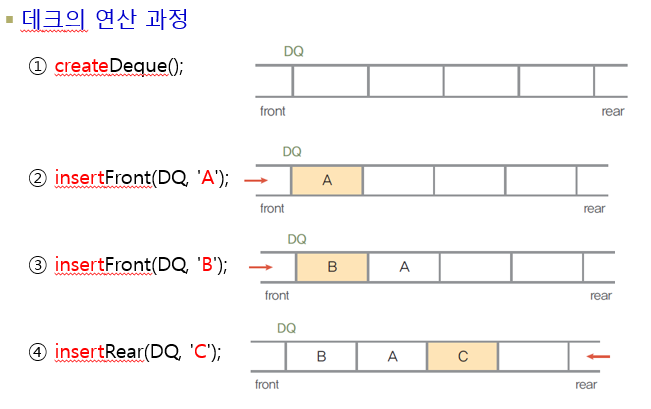 ▪ 데크의 연산 과정
① createDeque();
DQ
front rear
② insertFront(DQ, 'A');
DQ
A
front rear
③ insertFront(DQ, 'B');
DQ
B A
front rear
④ insertRear(DQ, 'C');
DQ
B A C
front rear